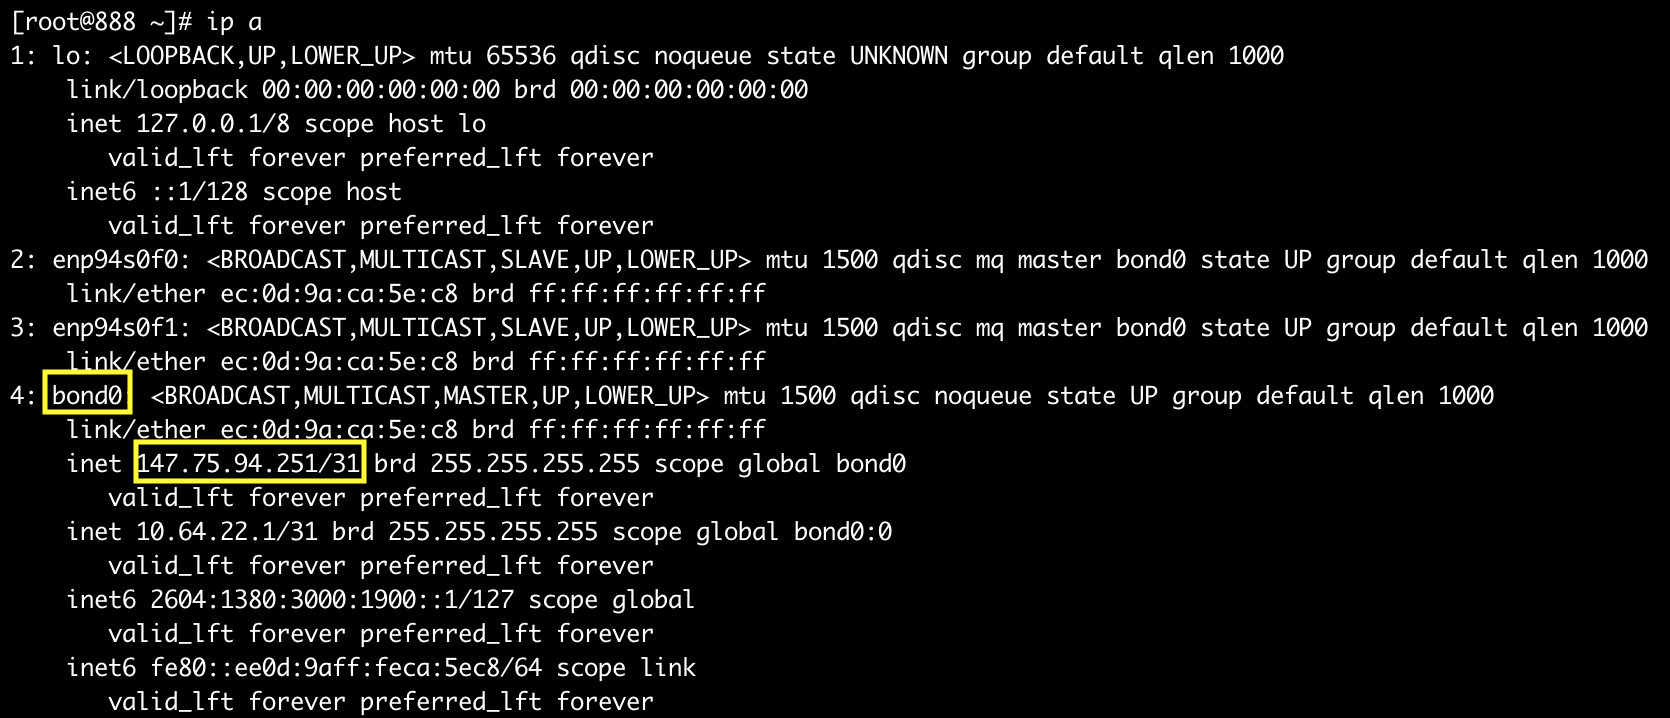 [root@888 ~]# ip a
1: lo: <LOOPBACK,UP,LOWER_UP> mtu 65536 qdisc noqueue state UNKNOWN group default qlen 1000
    link/loopback 00:00:00:00:00:00 brd 00:00:00:00:00:00
    inet 127.0.0.1/8 scope host lo
       valid_lft forever preferred_lft forever
    inet6 ::1/128 scope host
       valid_lft forever preferred_lft forever
2: enp94s0f0: <BROADCAST,MULTICAST,SLAVE,UP,LOWER_UP> mtu 1500 qdisc mq master bond0 state UP group default qlen 1000
    link/ether ec:0d:9a:ca:5e:c8 brd ff:ff:ff:ff:ff:ff
3: enp94s0f1: <BROADCAST,MULTICAST,SLAVE,UP,LOWER_UP> mtu 1500 qdisc mq master bond0 state UP group default qlen 1000
    link/ether ec:0d:9a:ca:5e:c8 brd ff:ff:ff:ff:ff:ff
4: bond0: <BROADCAST,MULTICAST,MASTER,UP,LOWER_UP> mtu 1500 qdisc noqueue state UP group default qlen 1000
    link/ether ec:0d:9a:ca:5e:c8 brd ff:ff:ff:ff:ff:ff
    inet 147.75.94.251/31 brd 255.255.255.255 scope global bond0
       valid_lft forever preferred_lft forever
    inet 10.64.22.1/31 brd 255.255.255.255 scope global bond0:0
       valid_lft forever preferred_lft forever
    inet6 2604:1380:3000:1900::1/127 scope global
       valid_lft forever preferred_lft forever
    inet6 fe80::ee0d:9aff:feca:5ec8/64 scope link
       valid_lft forever preferred_lft forever